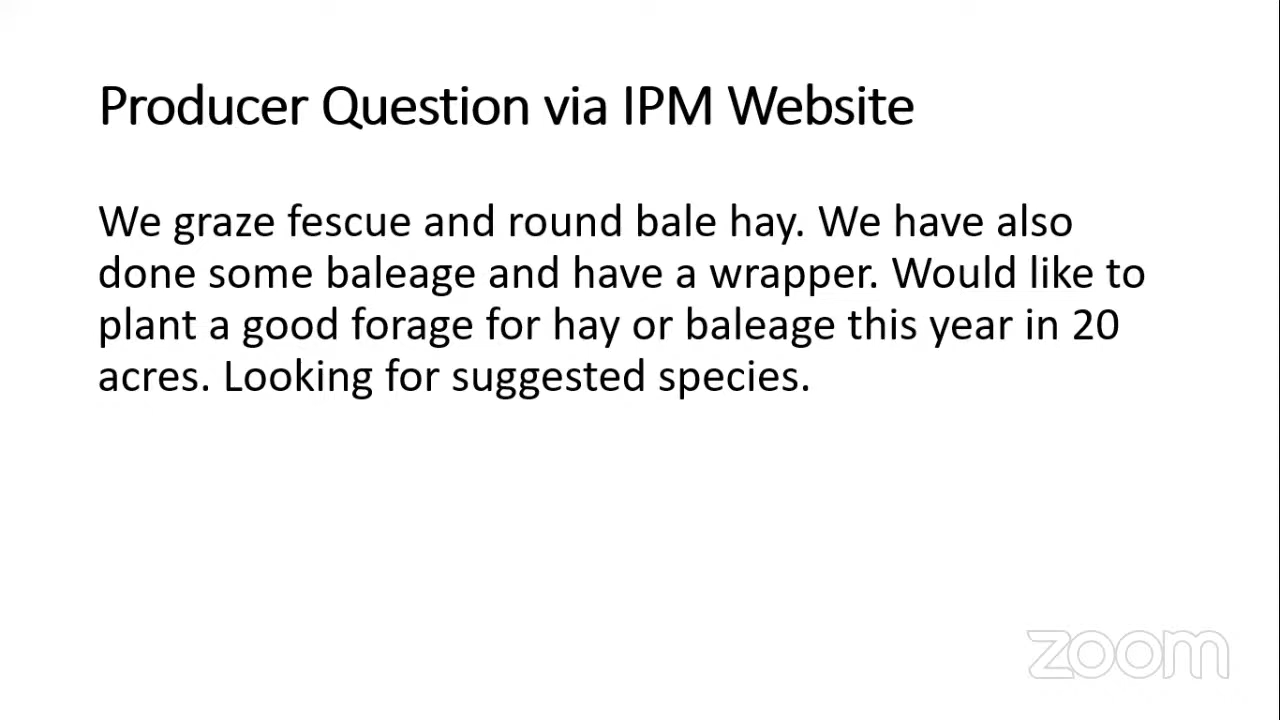 Producer Question via IPM Website
We graze fescue and round bale hay. We have also
done some baleage and have a wrapper. Would like to
plant a good forage for hay or baleage this year in 20
acres. Looking for suggested species.
zoom